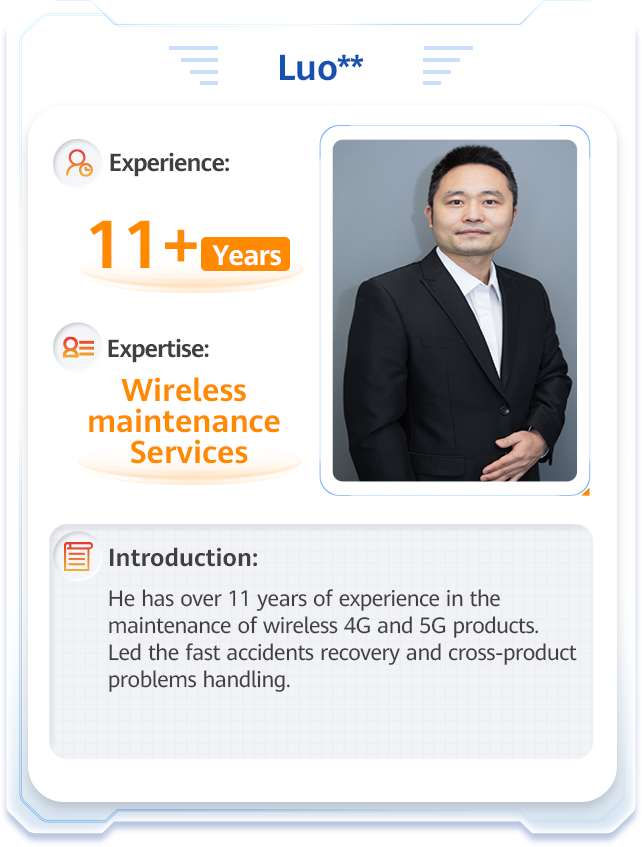 Luo**
Experience:
11+ Years
Expertise:
Wireless
maintenance
Services
Introduction:
He has over 11 years of experience in the
maintenance of wireless 4G and 5G products.
Led the fast accidents recovery and cross-product
problems handling.